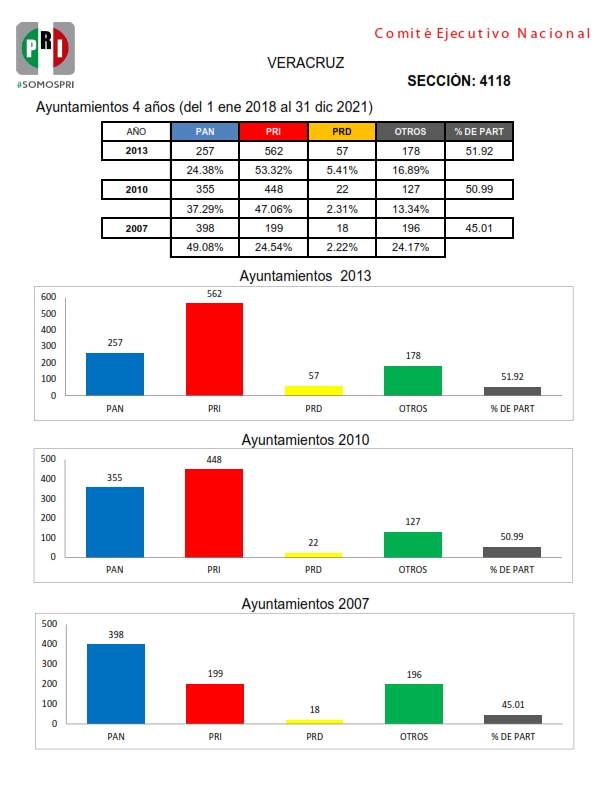 Comité Ejecutivo Nacional
PRI
#SOMOSPRI
VERACRUZ
SECCIÓN: 4118
Ayuntamientos 4 años (del 1 ene 2018 al 31 dic 2021)
AÑO PAN PRI PRD OTROS % DE PART
2013 257 562 57 178 51.92
24.38% 53.32% 5.41% 16.89%
2010 355 448 22 127 50.99
37.29% 47.06% 2.31% 13.34%
2007 398 199 18 196 45.01
49.08% 24.54% 2.22% 24.17%
Ayuntamientos 2013
600
500
400
300
200
100
0
257 562 57 178 51.92
PAN PRI PRD OTROS % DE PART
Ayuntamientos 2010
500
400
300
200
100
0
355 448 22 127 50.99
PAN PRI PRD OTROS % DE PART
Ayuntamientos 2007
500
400
300
200
100
0
398 199 18 196 45.01
PAN PRI PRD OTROS % DE PART